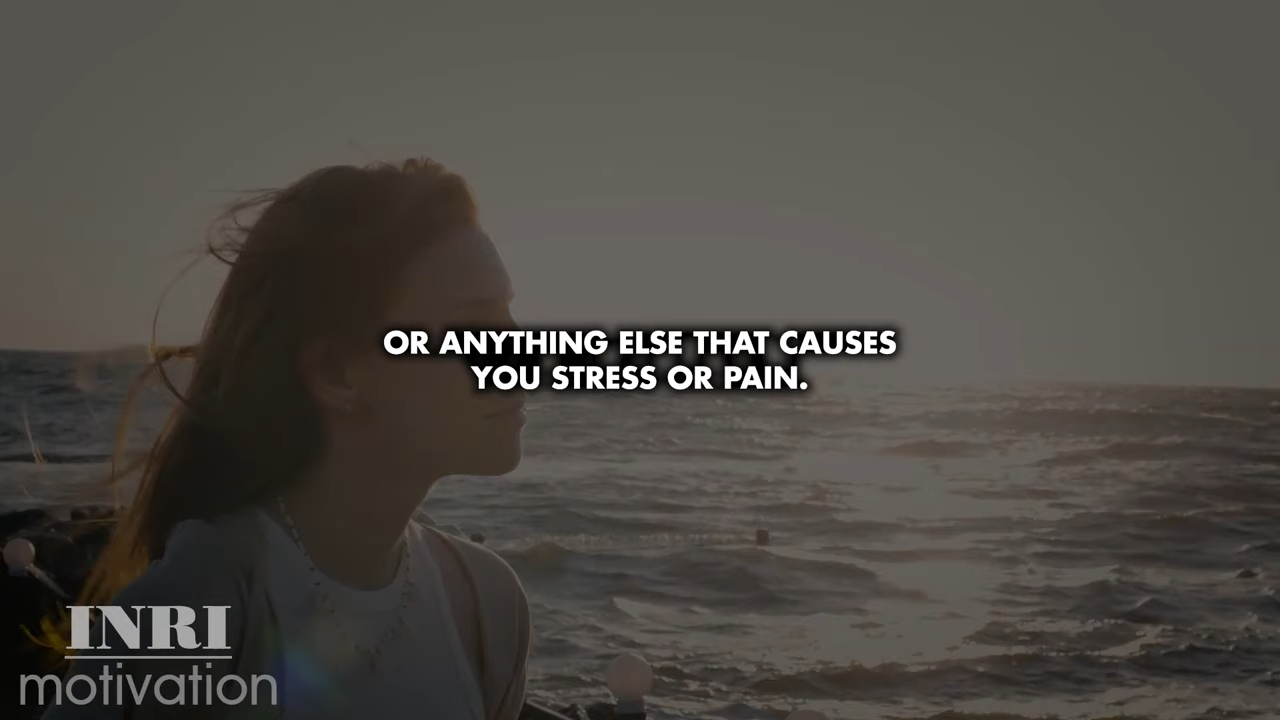 OR ANYTHING ELSE THAT CAUSES
YOU STRESS OR PAIN.
INRI
motivation